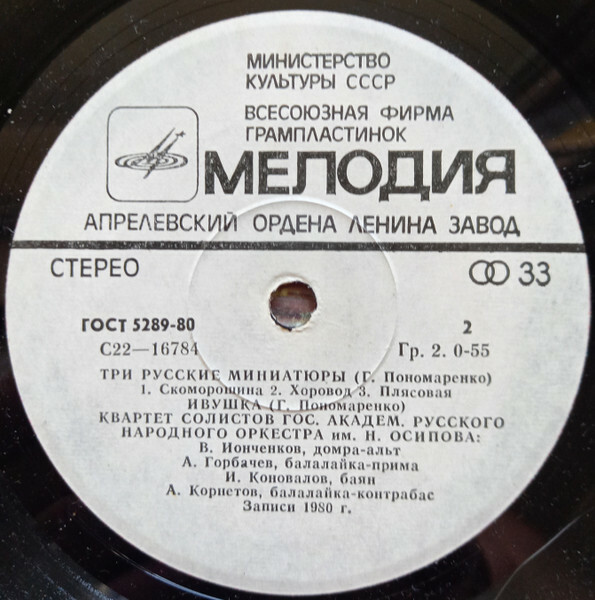 МИНИСТЕРСТВО
КУЛЬТУРЫ СССР
ВСЕСОЮЗНАЯ ФИРМА
ГРАМПЛАСТИНОК
МЕЛОДИЯ
АПРЕЛЕВСКИЙ ОРДЕНА ЛЕНИНА ЗАВОД
СТЕРЕО 33
ГОСТ 5289-80 2
С22—16784 Гр. 2. 0-55
ТРИ РУССКИЕ МИНИАТЮРЫ (Г. Пономаренко)
1. Скоморошина 2. Хоровод 3. Плясовая
ИВУШКА (Г. Пономаренко)
КВАРТЕТ СОЛИСТОВ ГОС. АКАДЕМ. РУССКОГО
НАРОДНОГО ОРКЕСТРА им. Н. ОСИПОВА:
В. Ионченков, домра-альт
А. Горбачев, балалайка-прима
И. Коновалов, баян
А. Корнетов, балалайка-контрабас
Записи 1980 г.